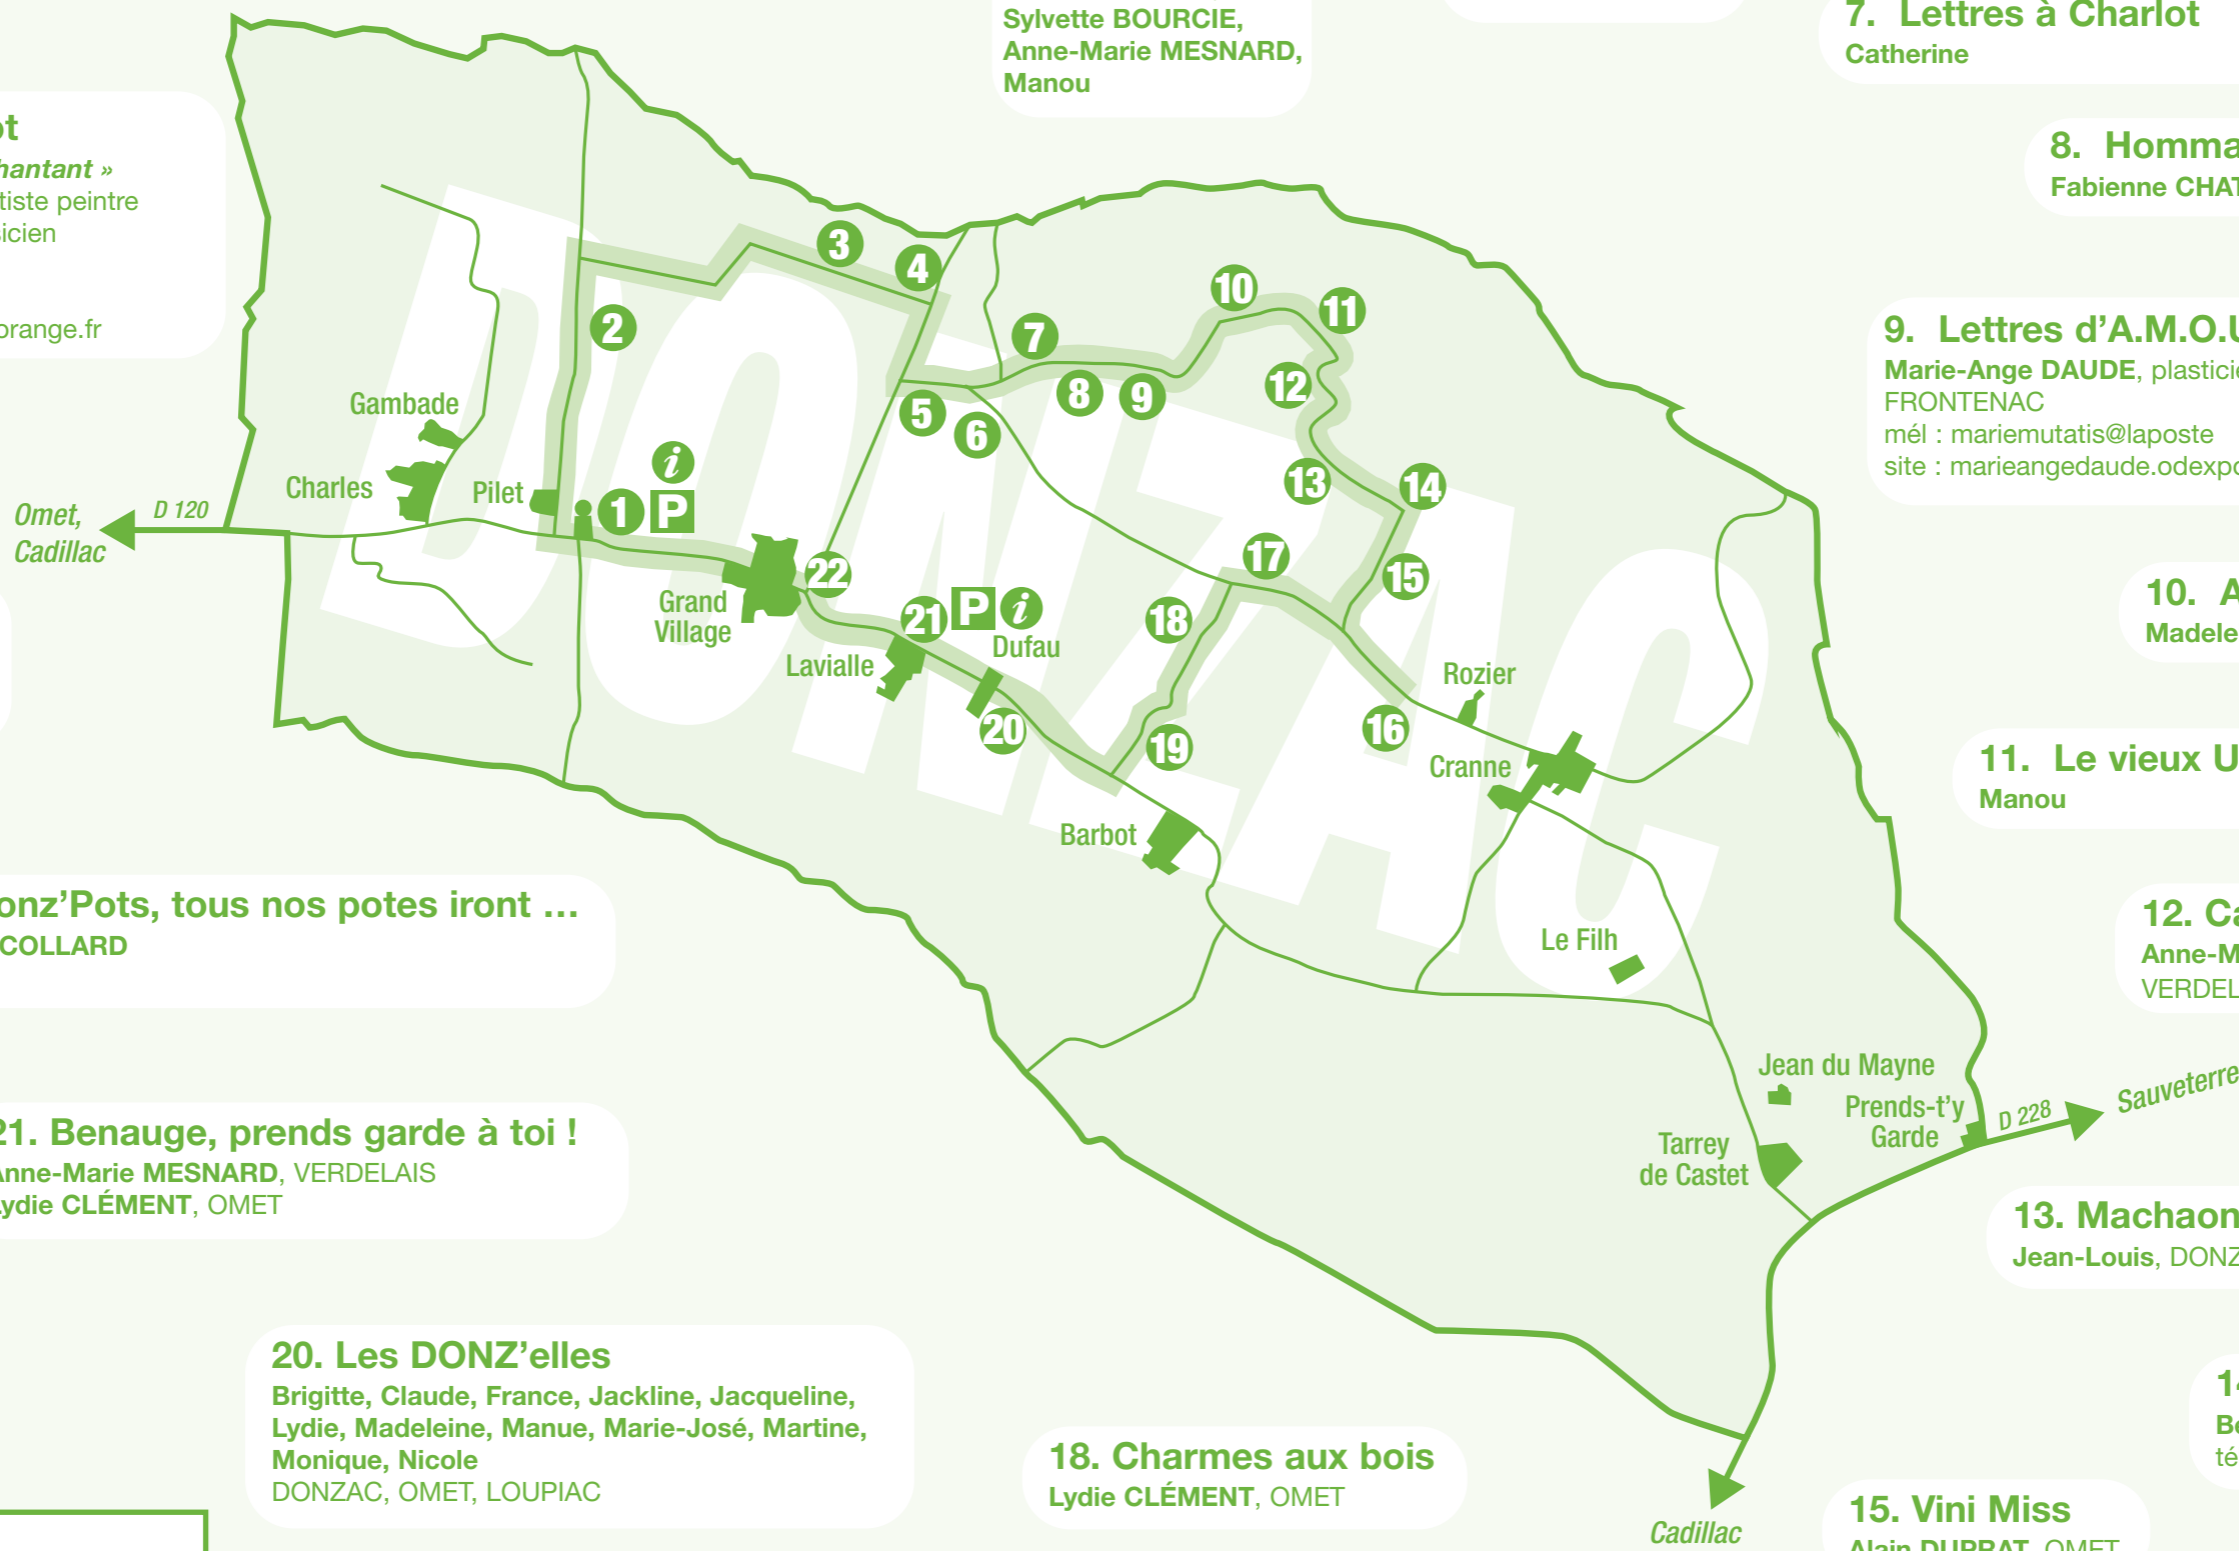 Sylvette BOURCIE,
Anne-Marie MESNARD,
Manou
7. Lettres à Charlot
Catherine
hantant »
tiste peintre
icien
orange.fr
8. Homma
Fabienne CHAT
9. Lettres d’A.M.O.U
Marie-Ange DAUDE, plasticie
FRONTENAC
mél : mariemutatis@laposte
site : marieangedaude.odexpo
10. A
Madele
11. Le vieux U
Manou
12. Ca
Anne-M
VERDEL
13. Machaon
Jean-Louis, DONZ
14
Be
té
15. Vini Miss
Alain DUPRAT, OMET
18. Charmes aux bois
Lydie CLÉMENT, OMET
20. Les DONZ’elles
Brigitte, Claude, France, Jackline, Jacqueline,
Lydie, Madeleine, Manue, Marie-José, Martine,
Monique, Nicole
DONZAC, OMET, LOUPIAC
21. Benauge, prends garde à toi !
Anne-Marie MESNARD, VERDELAIS
Lydie CLÉMENT, OMET
onz’Pots, tous nos potes iront …
COLLARD
DONZAC
Omet,
Cadillac
D 120
Gambade
Charles
Pilet
Grand
Village
Lavialle
Dufau
Barbot
Rozier
Cranne
Le Filh
Jean du Mayne
Prends-t’y
Garde
Tarrey
de Castet
D 228
Sauveterre
Cadillac
1
i
P
2
3
4
5
6
7
8
9
10
11
12
13
14
15
16
17
18
19
20
21
P
i
22